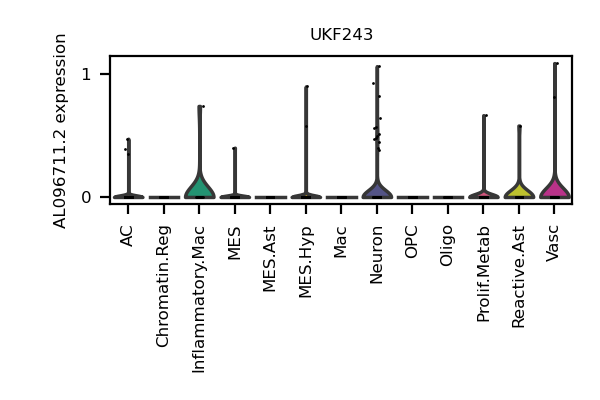 UKF243
AL096711.2 expression
1
0
AC
Chromatin.Reg
Inflammatory.Mac
MES
MES.Ast
MES.Hyp
Mac
Neuron
OPC
Oligo
Prolif.Metab
Reactive.Ast
Vasc